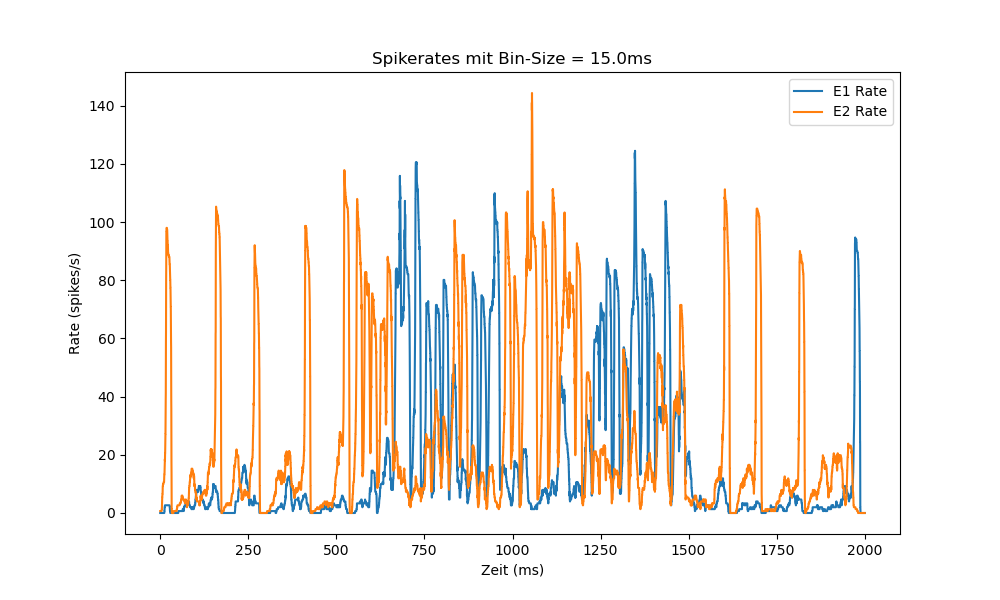 Spikerates mit Bin-Size = 15.0ms
E1 Rate
E2 Rate
Rate (spikes/s)
140
120
100
80
60
40
20
0
0 250 500 750 1000 1250 1500 1750 2000
Zeit (ms)